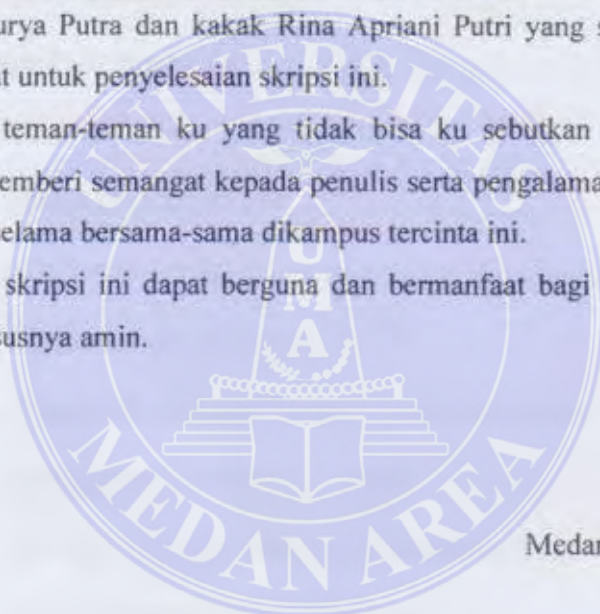 urya Putra dan kakak Rina Apriani Putri yang s
t untuk penyelesaian skripsi ini.
teman-teman ku yang tidak bisa ku sebutkan
emberi semangat kepada penulis serta pengalama
elama bersama-sama dikampus tercinta ini.
skripsi ini dapat berguna dan bermanfaat bagi
susnya amin.
UNIVERSITAS
U
M
A
MEDAN AREA
Medan